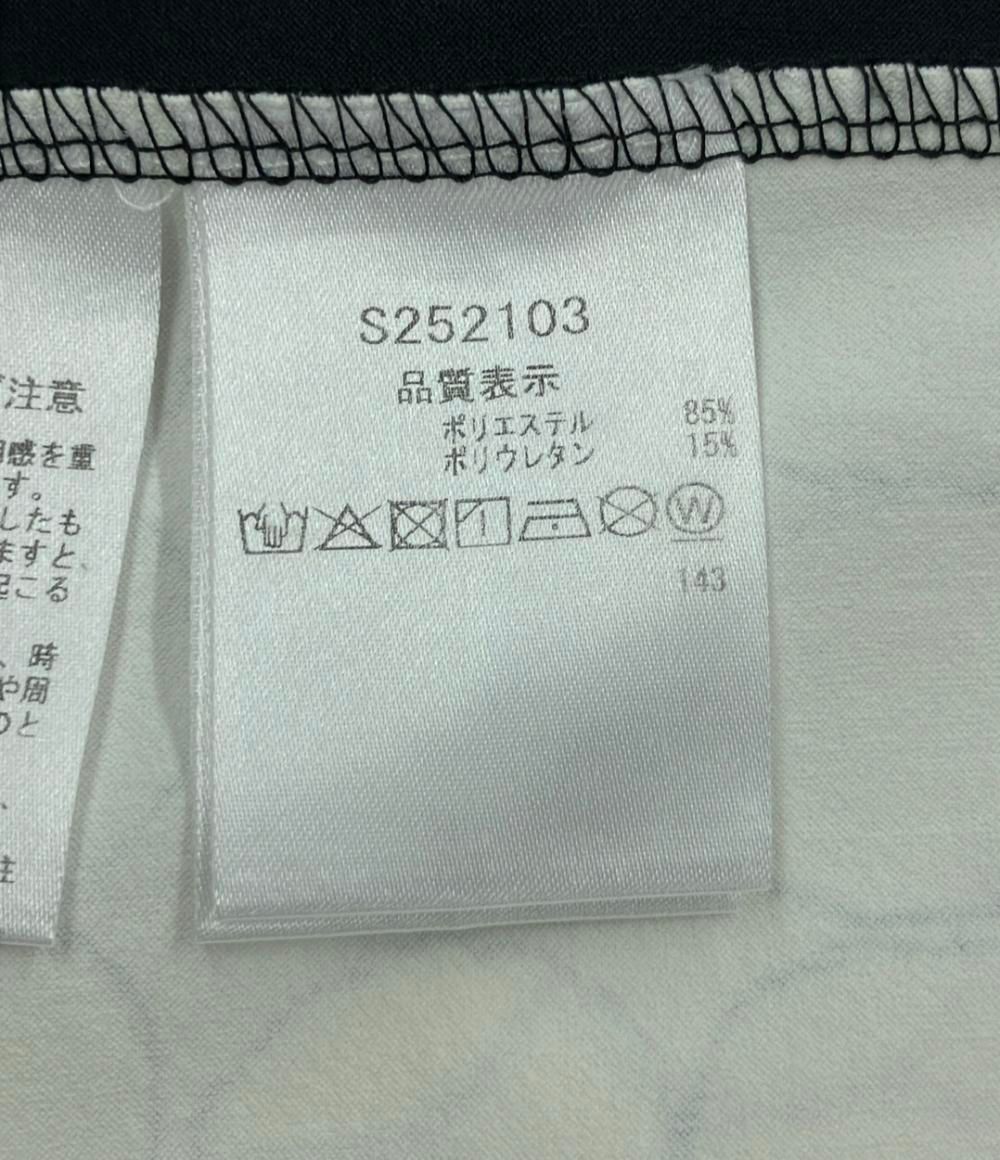 S252103
品質表示
ポリエステル 85%
ポリウレタン 15%
W
143
注意
感を重
す。
したも
ますと、
起こる
、時
や周
のと
、
注